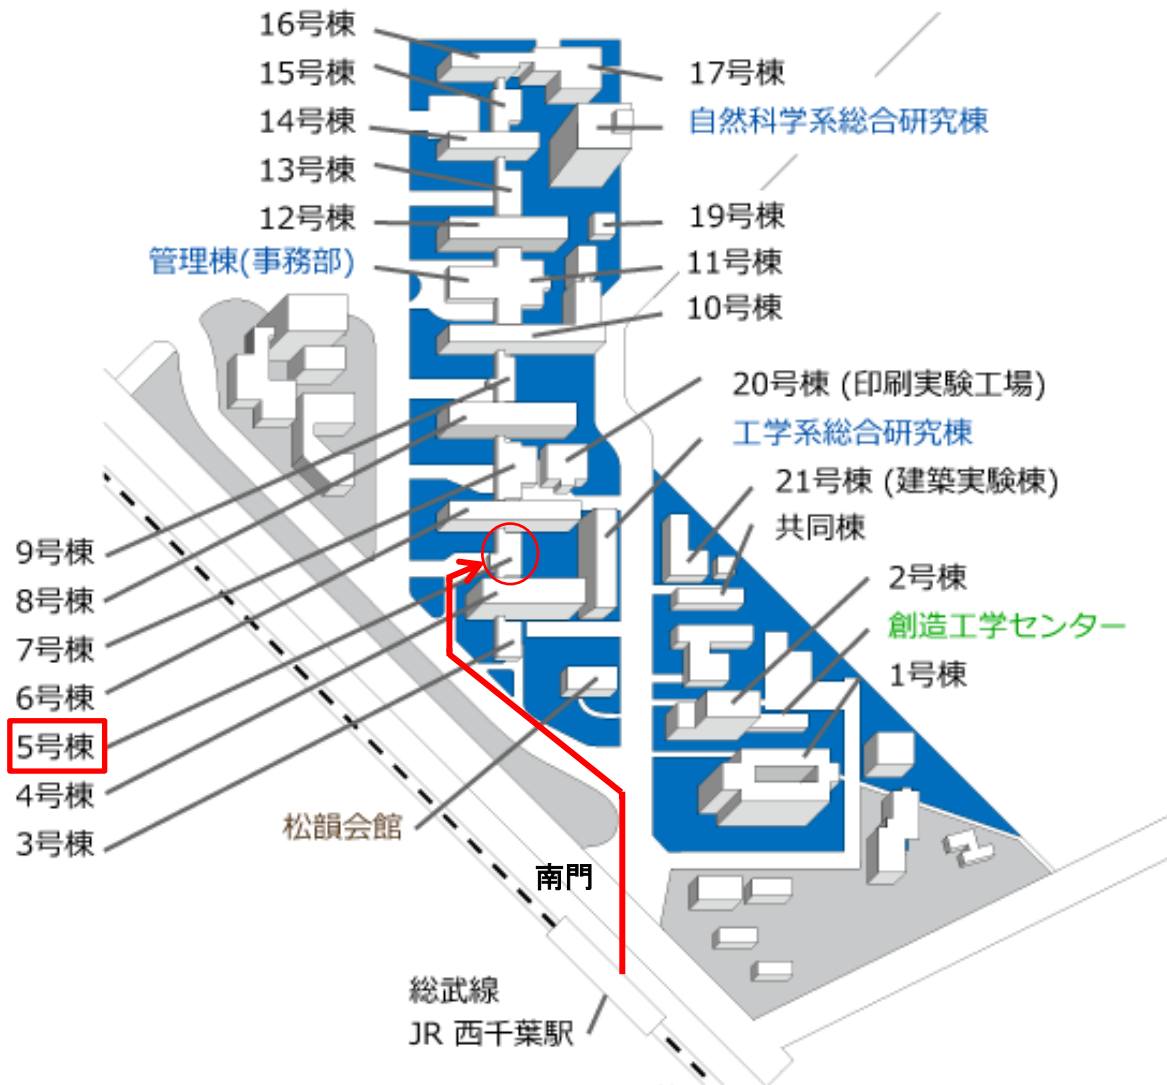 16号棟
15号棟
14号棟
13号棟
12号棟
管理棟(事務部)
17号棟
自然科学系総合研究棟
19号棟
11号棟
10号棟
20号棟 (印刷実験工場)
工学系総合研究棟
21号棟 (建築実験棟)
共同棟
2号棟
創造工学センター
1号棟
9号棟
8号棟
7号棟
6号棟
5号棟
4号棟
3号棟
松韻会館
南門
総武線
JR 西千葉駅